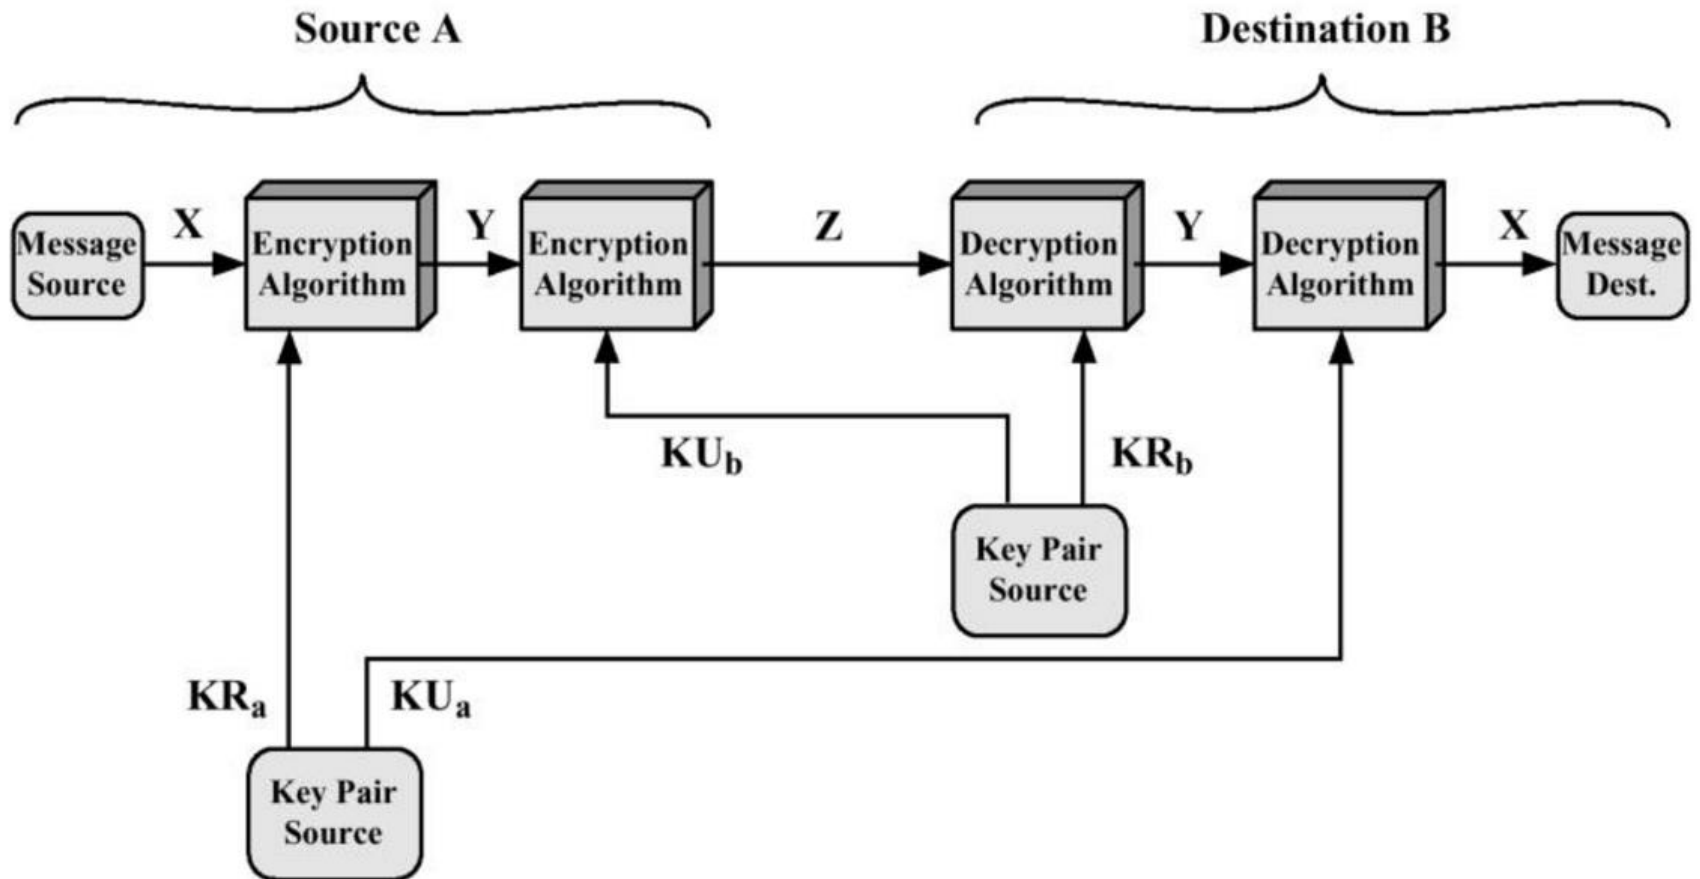 Source A
Destination B
Message
Source
X
Encryption
Algorithm
Y
Encryption
Algorithm
Z
Decryption
Algorithm
Y
Decryption
Algorithm
X
Message
Dest.
KUb
KRb
Key Pair
Source
KRa
KUa
Key Pair
Source